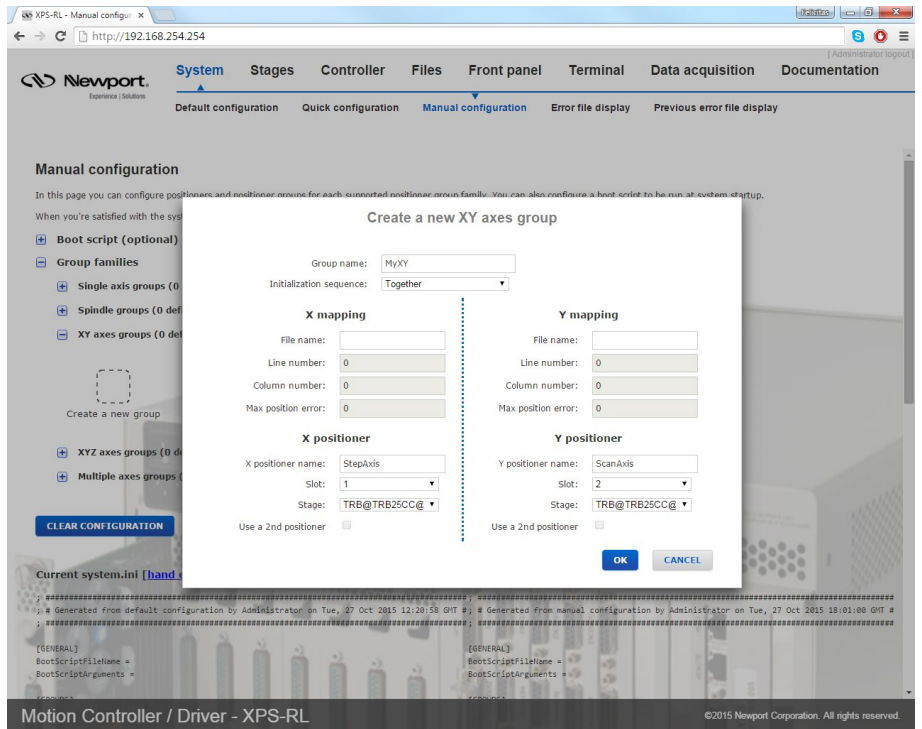 XPS-RL - Manual configur ×
Felicitas
http://192.168.254.254
[ Administrator logout ]
Newport.
Experience | Solutions
System Stages Controller Files Front panel Terminal Data acquisition Documentation
Default configuration Quick configuration Manual configuration Error file display Previous error file display
Manual configuration
In this page you can configure positioners and positioner groups for each supported positioner group family. You can also configure a boot script to be run at system startup.
When you're satisfied with the sys
Boot script (optional)
Group families
Single axis groups (0
Spindle groups (0 def
XY axes groups (0 def
Create a new group
XYZ axes groups (0 de
Multiple axes groups (
CLEAR CONFIGURATION
Create a new XY axes group
Group name: MyXY
Initialization sequence: Together
X mapping
File name:
Line number: 0
Column number: 0
Max position error: 0
X positioner
X positioner name: StepAxis
Slot: 1
Stage: TRB@TRB25CC@
Use a 2nd positioner
Y mapping
File name:
Line number: 0
Column number: 0
Max position error: 0
Y positioner
Y positioner name: ScanAxis
Slot: 2
Stage: TRB@TRB25CC@
Use a 2nd positioner
OK CANCEL
Current system.ini [hand e
; # Generated from default configuration by Administrator on Tue, 27 Oct 2015 12:20:58 GMT #
[GENERAL]
BootScriptFileName =
BootScriptArguments =
; # Generated from manual configuration by Administrator on Tue, 27 Oct 2015 18:01:00 GMT #
[GENERAL]
BootScriptFileName =
BootScriptArguments =
Motion Controller / Driver - XPS-RL
©2015 Newport Corporation. All rights reserved.